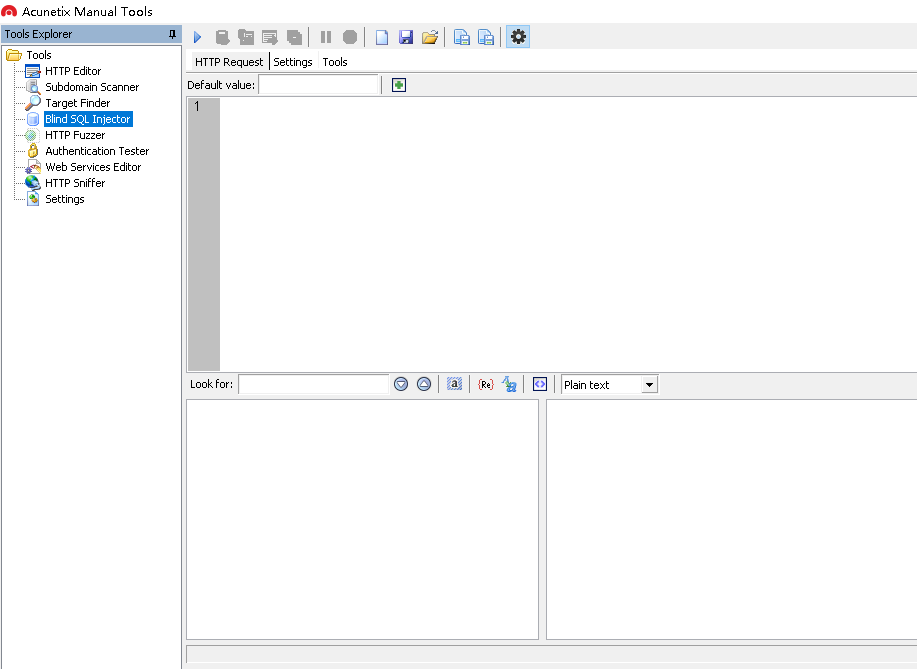 Acunetix Manual Tools
Tools Explorer
Tools
HTTP Editor
Subdomain Scanner
Target Finder
Blind SQL Injector
HTTP Fuzzer
Authentication Tester
Web Services Editor
HTTP Sniffer
Settings
HTTP Request Settings Tools
Default value:
1
Look for: a {Re} Plain text